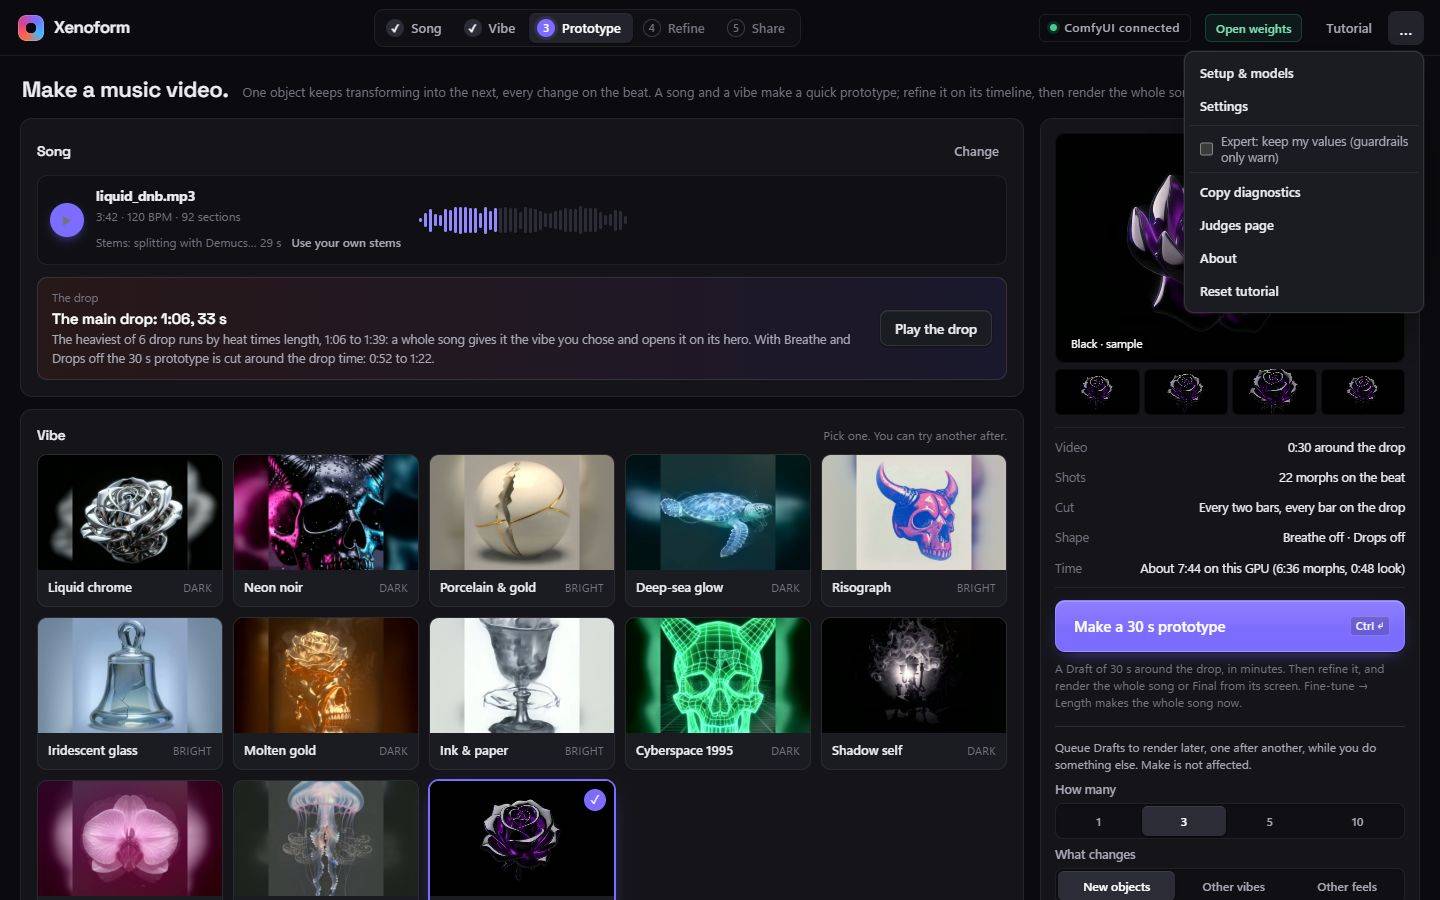 Xenoform
Song
Vibe
3 Prototype
4 Refine
5 Share
ComfyUI connected
Open weights
Tutorial
...
Setup & models
Settings
Expert: keep my values (guardrails
only warn)
Copy diagnostics
Judges page
About
Reset tutorial
Make a music video.
One object keeps transforming into the next, every change on the beat. A song and a vibe make a quick prototype; refine it on its timeline, then render the whole
Song
Change
liquid_dnb.mp3
3:42 · 120 BPM · 92 sections
Stems: splitting with Demucs... 29 s Use your own stems
The drop
The main drop: 1:06, 33 s
The heaviest of 6 drop runs by heat times length, 1:06 to 1:39: a whole song gives it the vibe you chose and opens it on its hero. With Breathe and
Drops off the 30 s prototype is cut around the drop time: 0:52 to 1:22.
Play the drop
Vibe
Pick one. You can try another after.
Liquid chrome DARK
Neon noir DARK
Porcelain & gold BRIGHT
Deep-sea glow DARK
Risograph BRIGHT
Iridescent glass BRIGHT
Molten gold DARK
Ink & paper BRIGHT
Cyberspace 1995 DARK
Shadow self DARK
Black · sample
Video 0:30 around the drop
Shots 22 morphs on the beat
Cut Every two bars, every bar on the drop
Shape Breathe off · Drops off
Time About 7:44 on this GPU (6:36 morphs, 0:48 look)
Make a 30 s prototype Ctrl ↵
A Draft of 30 s around the drop, in minutes. Then refine it, and
render the whole song or Final from its screen. Fine-tune →
Length makes the whole song now.
Queue Drafts to render later, one after another, while you do
something else. Make is not affected.
How many
1 3 5 10
What changes
New objects Other vibes Other feels